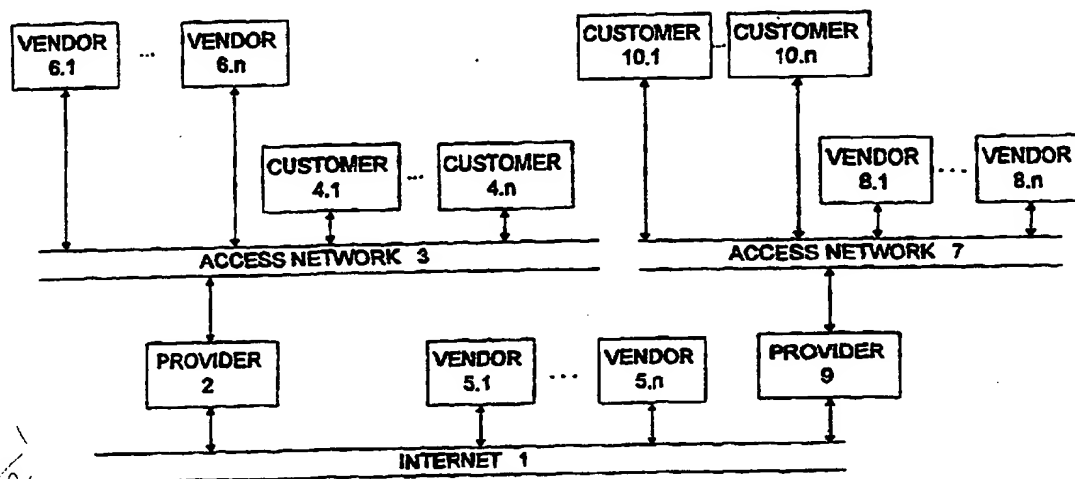 VENDOR
6.1
...
VENDOR
6.n
CUSTOMER
10.1
CUSTOMER
10.n
CUSTOMER
4.1
...
CUSTOMER
4.n
VENDOR
8.1
...
VENDOR
8.n
ACCESS NETWORK 3
ACCESS NETWORK 7
PROVIDER
2
VENDOR
5.1
...
VENDOR
5.n
PROVIDER
9
INTERNET 1